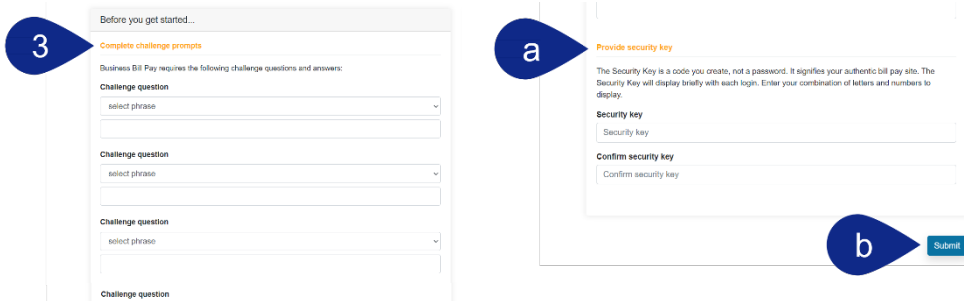 3
Before you get started...
Complete challenge prompts
Business Bill Pay requires the following challenge questions and answers:
Challenge question
select phrase
Challenge question
select phrase
Challenge question
select phrase
Challenge question
a
Provide security key
The Security Key is a code you create, not a password. It signifies your authentic bill pay site. The
Security Key will display briefly with each login. Enter your combination of letters and numbers to
display.
Security key
Security key
Confirm security key
Confirm security key
b
Submit